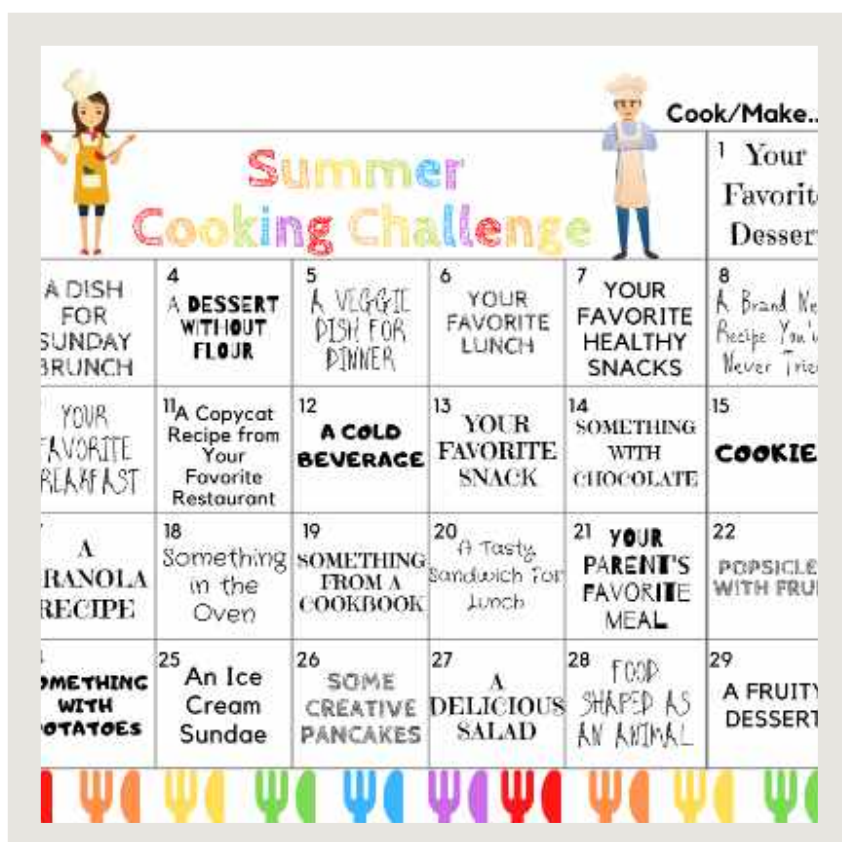 Cook/Make..
Summer
Cooking Challenge
1 Your
Favorite
Desser
A DISH
FOR
SUNDAY
BRUNCH
4
A DESSERT
WITHOUT
FLOUR
5
A VEGGIE
DISH FOR
DINNER
6
YOUR
FAVORITE
LUNCH
7
YOUR
FAVORITE
HEALTHY
SNACKS
8
A Brand Ne
Recipe You'v
Never Trie
YOUR
FAVORITE
BREAKFAST
11
A Copycat
Recipe from
Your
Favorite
Restaurant
12
A COLD
BEVERAGE
13
YOUR
FAVORITE
SNACK
14
SOMETHING
WITH
CHOCOLATE
15
COOKIE
A
RANOLA
RECIPE
18
Something
in the
Oven
19
SOMETHING
FROM A
COOKBOOK
20
A Tasty
Sandwich For
Lunch
21
YOUR
PARENT'S
FAVORITE
MEAL
22
POPSICLE
WITH FRU
OMETHING
WITH
OTATOES
25
An Ice
Cream
Sundae
26
SOME
CREATIVE
PANCAKES
27
A
DELICIOUS
SALAD
28
FOOD
SHAPED AS
AN ANIMAL
29
A FRUITY
DESSERT